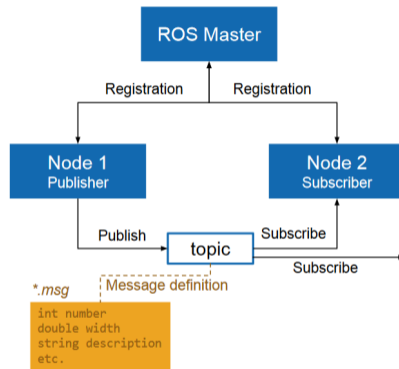 ROS Master
Registration
Registration
Node 1
Publisher
Node 2
Subscriber
Publish
topic
Subscribe
Subscribe
*.msg
Message definition
int number
double width
string description
etc.